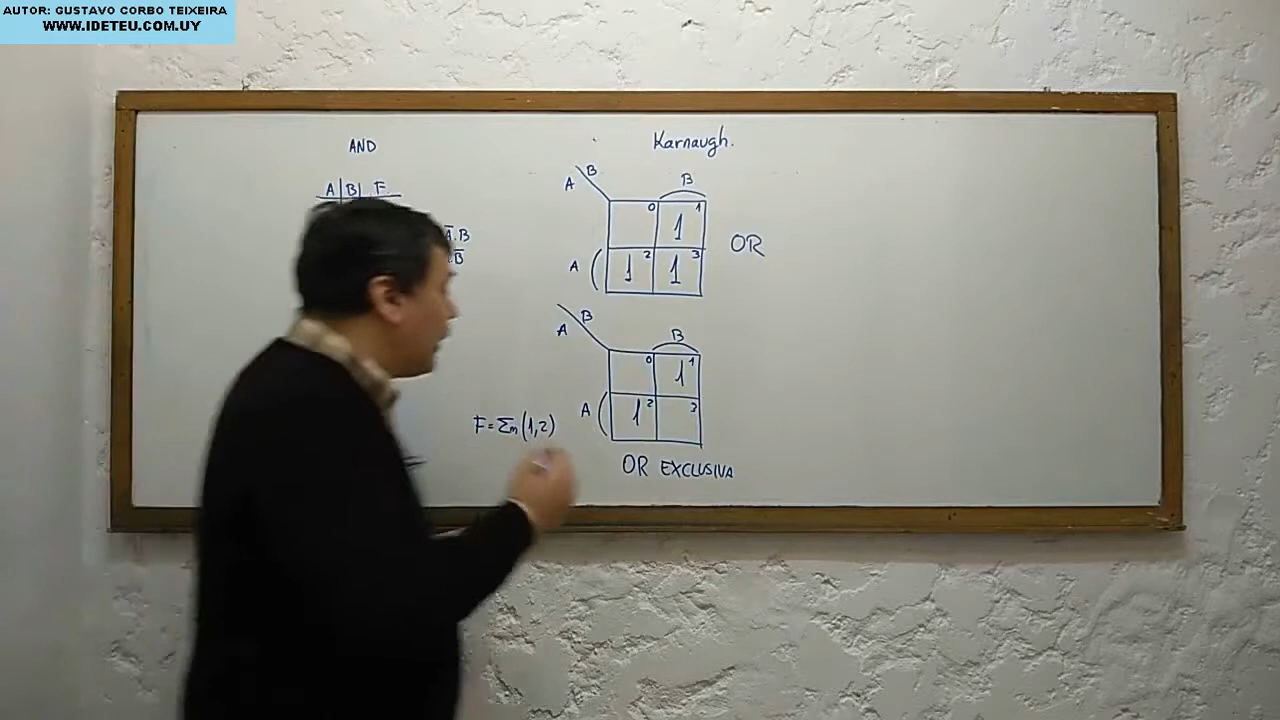 AUTOR: GUSTAVO CORBO TEIXEIRA
WWW.IDETEU.COM.UY
AND
A B F
Ā.B
B̄
Karnaugh.
B
A
B
0 1
1
A
2 3
1 1
OR
B
A
B
0 1
1
A
2 3
1
F=Σm(1,2)
OR EXCLUSIVA